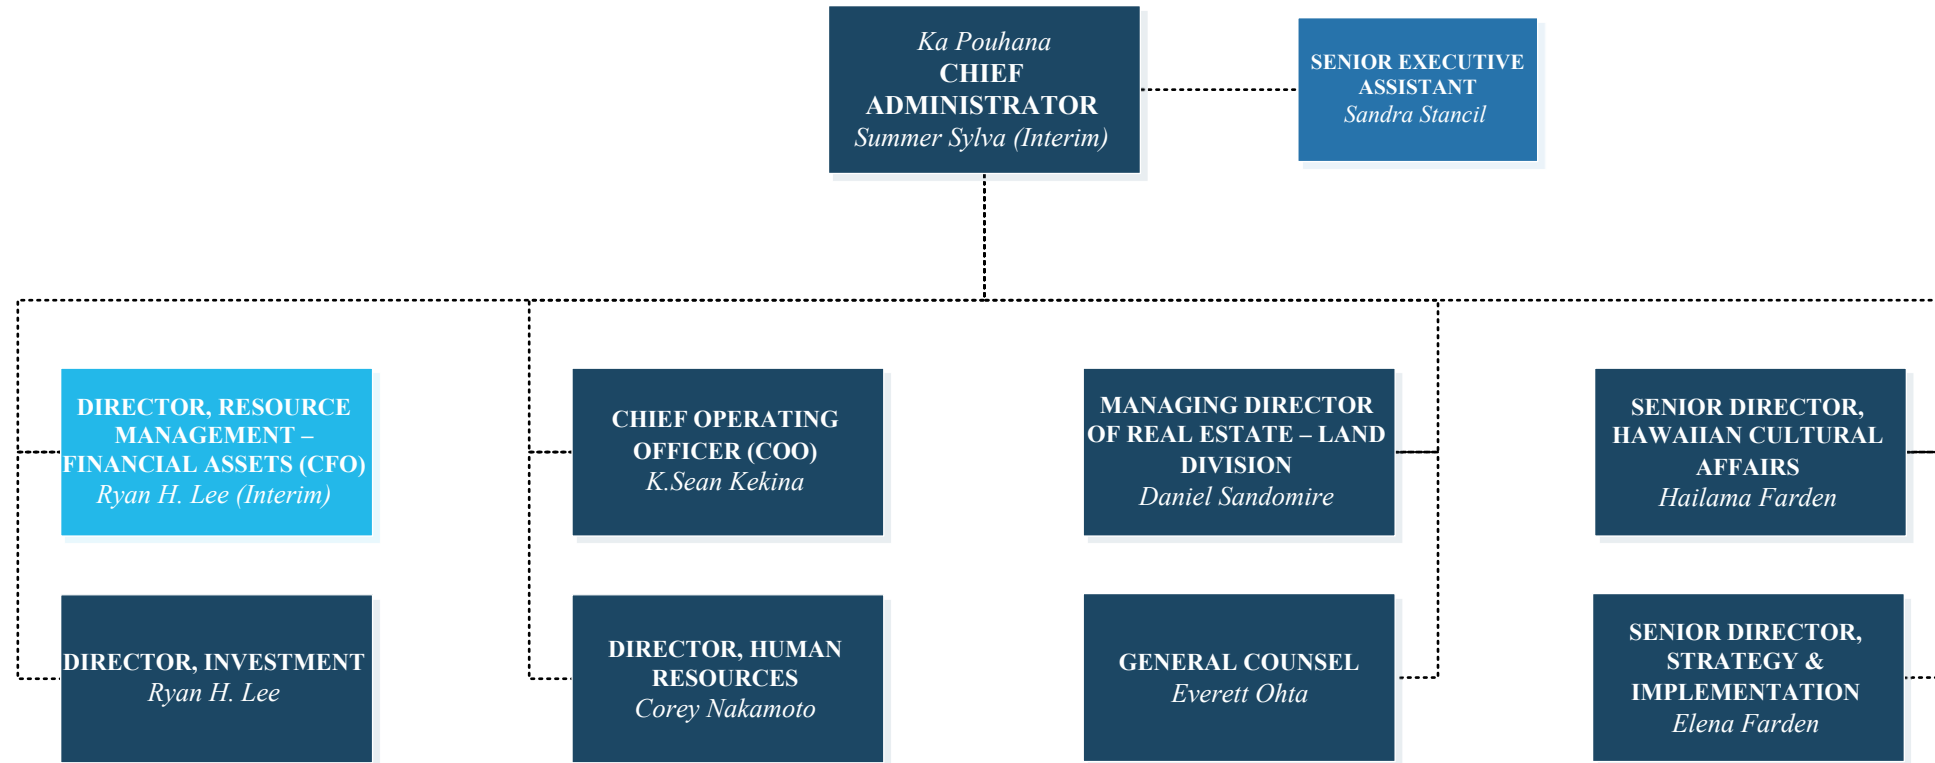 Ka Pouhana
CHIEF
ADMINISTRATOR
Summer Sylva (Interim)
SENIOR EXECUTIVE
ASSISTANT
Sandra Stancil
DIRECTOR, RESOURCE
MANAGEMENT –
FINANCIAL ASSETS (CFO)
Ryan H. Lee (Interim)
CHIEF OPERATING
OFFICER (COO)
K.Sean Kekina
MANAGING DIRECTOR
OF REAL ESTATE – LAND
DIVISION
Daniel Sandomire
SENIOR DIRECTOR,
HAWAIIAN CULTURAL
AFFAIRS
Hailama Farden
DIRECTOR, INVESTMENT
Ryan H. Lee
DIRECTOR, HUMAN
RESOURCES
Corey Nakamoto
GENERAL COUNSEL
Everett Ohta
SENIOR DIRECTOR,
STRATEGY &
IMPLEMENTATION
Elena Farden